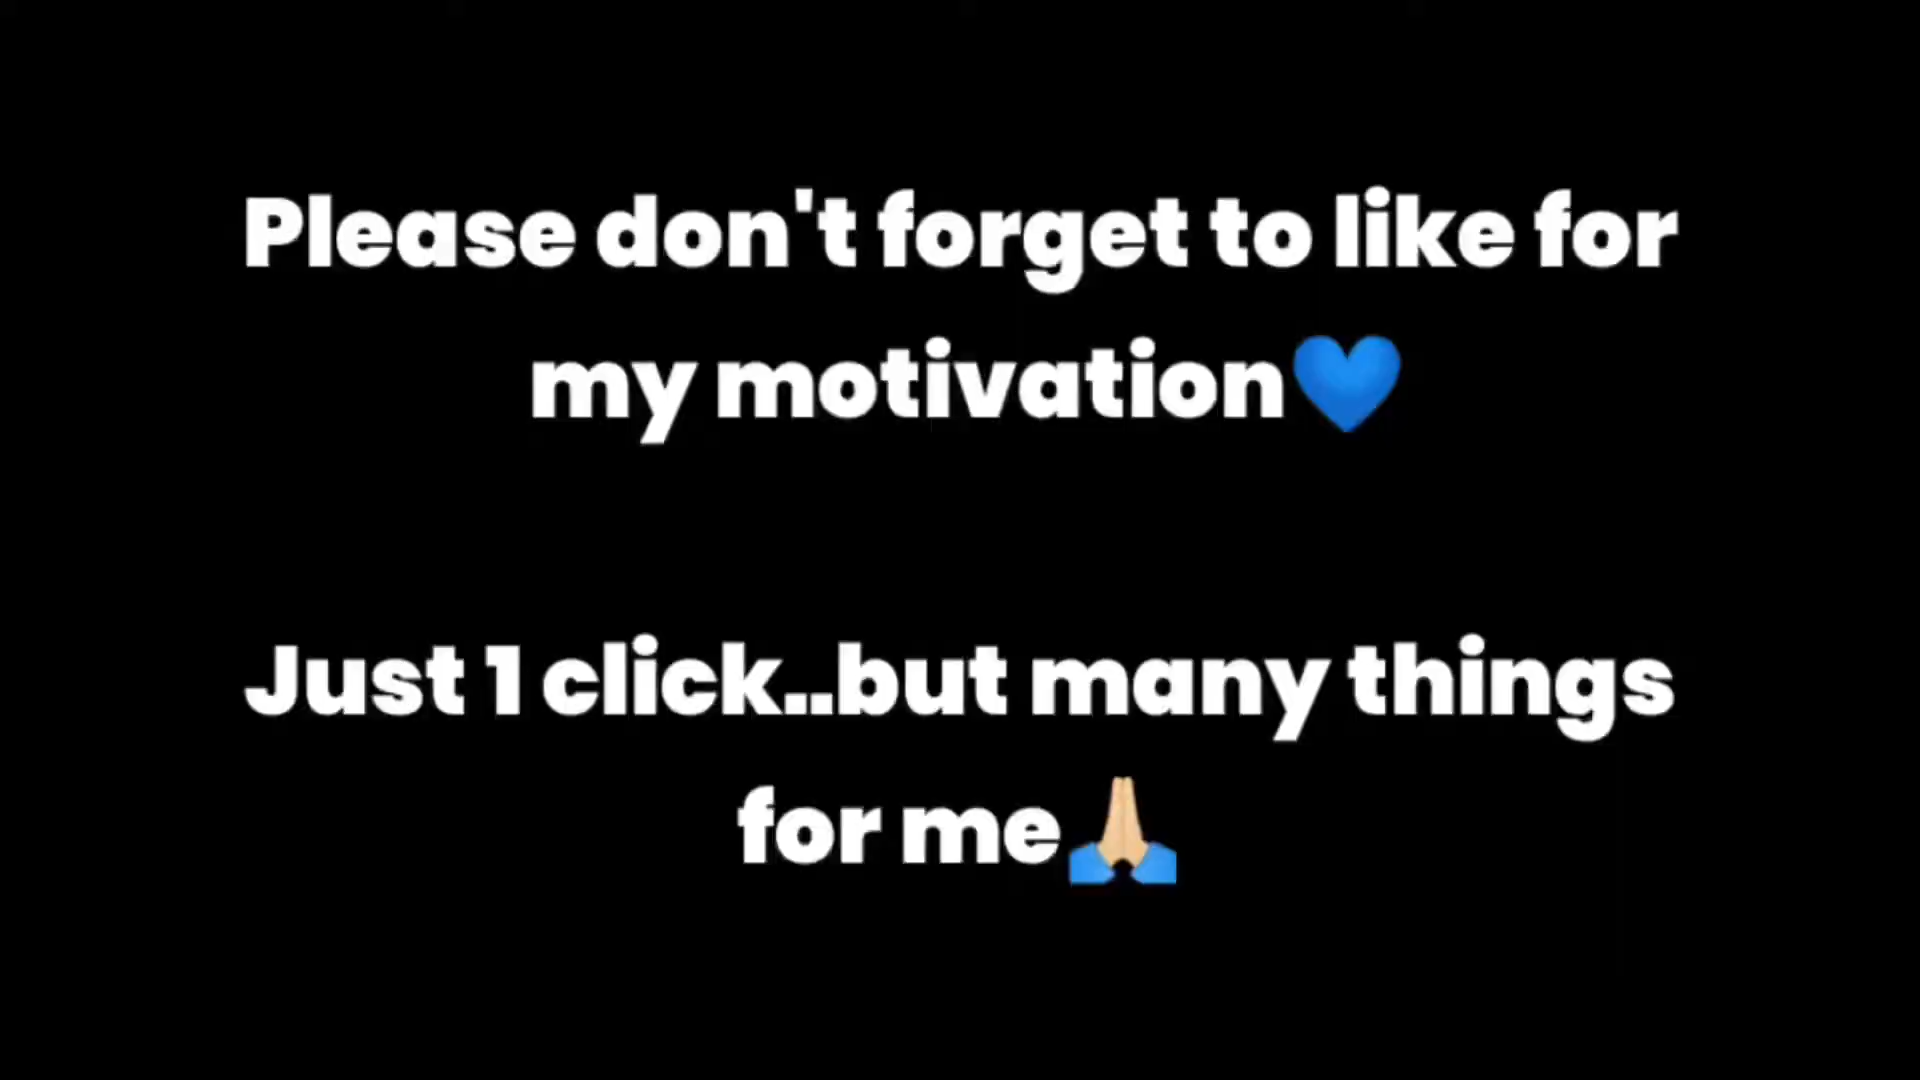 Please don't forget to like for
my motivation💙
Just 1 click..but many things
for me🙏🏼